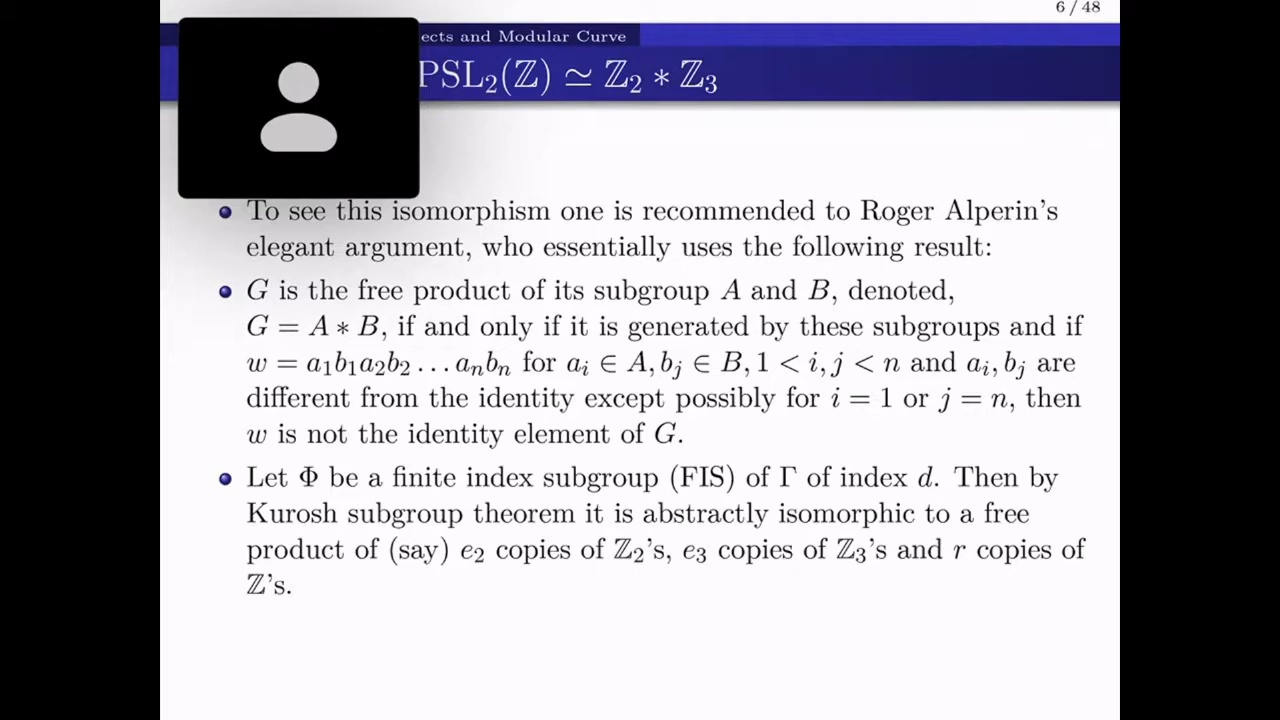 6 / 48
ects and Modular Curve
PSL₂(ℤ) ≃ ℤ₂ ∗ ℤ₃
To see this isomorphism one is recommended to Roger Alperin's
elegant argument, who essentially uses the following result:
G is the free product of its subgroup A and B, denoted,
G = A ∗ B, if and only if it is generated by these subgroups and if
w = a₁b₁a₂b₂ . . . aₙbₙ for aᵢ ∈ A, bⱼ ∈ B, 1 < i, j < n and aᵢ, bⱼ are
different from the identity except possibly for i = 1 or j = n, then
w is not the identity element of G.
Let Φ be a finite index subgroup (FIS) of Γ of index d. Then by
Kurosh subgroup theorem it is abstractly isomorphic to a free
product of (say) e₂ copies of ℤ₂'s, e₃ copies of ℤ₃'s and r copies of
ℤ's.